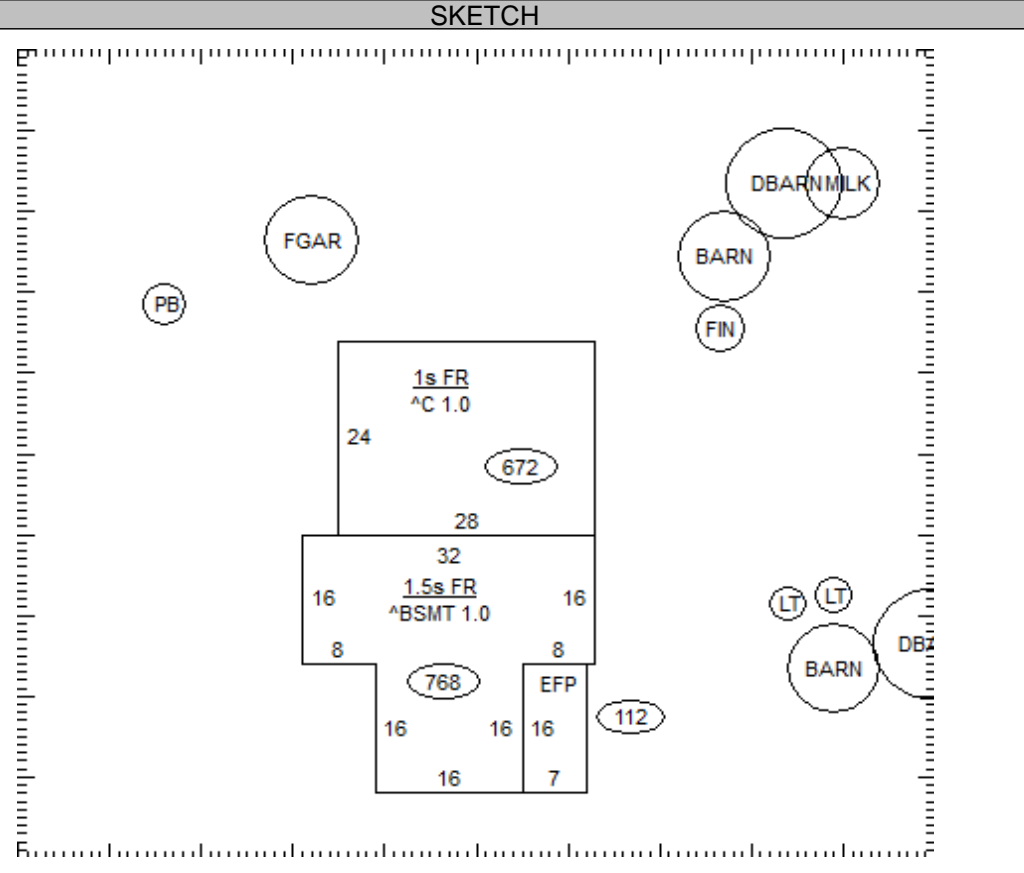 SKETCH
DBARN MILK
FGAR
BARN
PB
FIN
1s FR
^C 1.0
24
672
28
32
1.5s FR
16
16
^BSMT 1.0
LT
LT
8
8
DBA
BARN
768
EFP
112
16
16
16
16
7